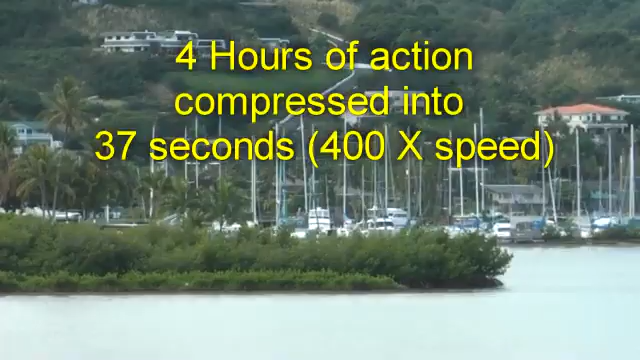 4 Hours of action
compressed into
37 seconds (400 X speed)